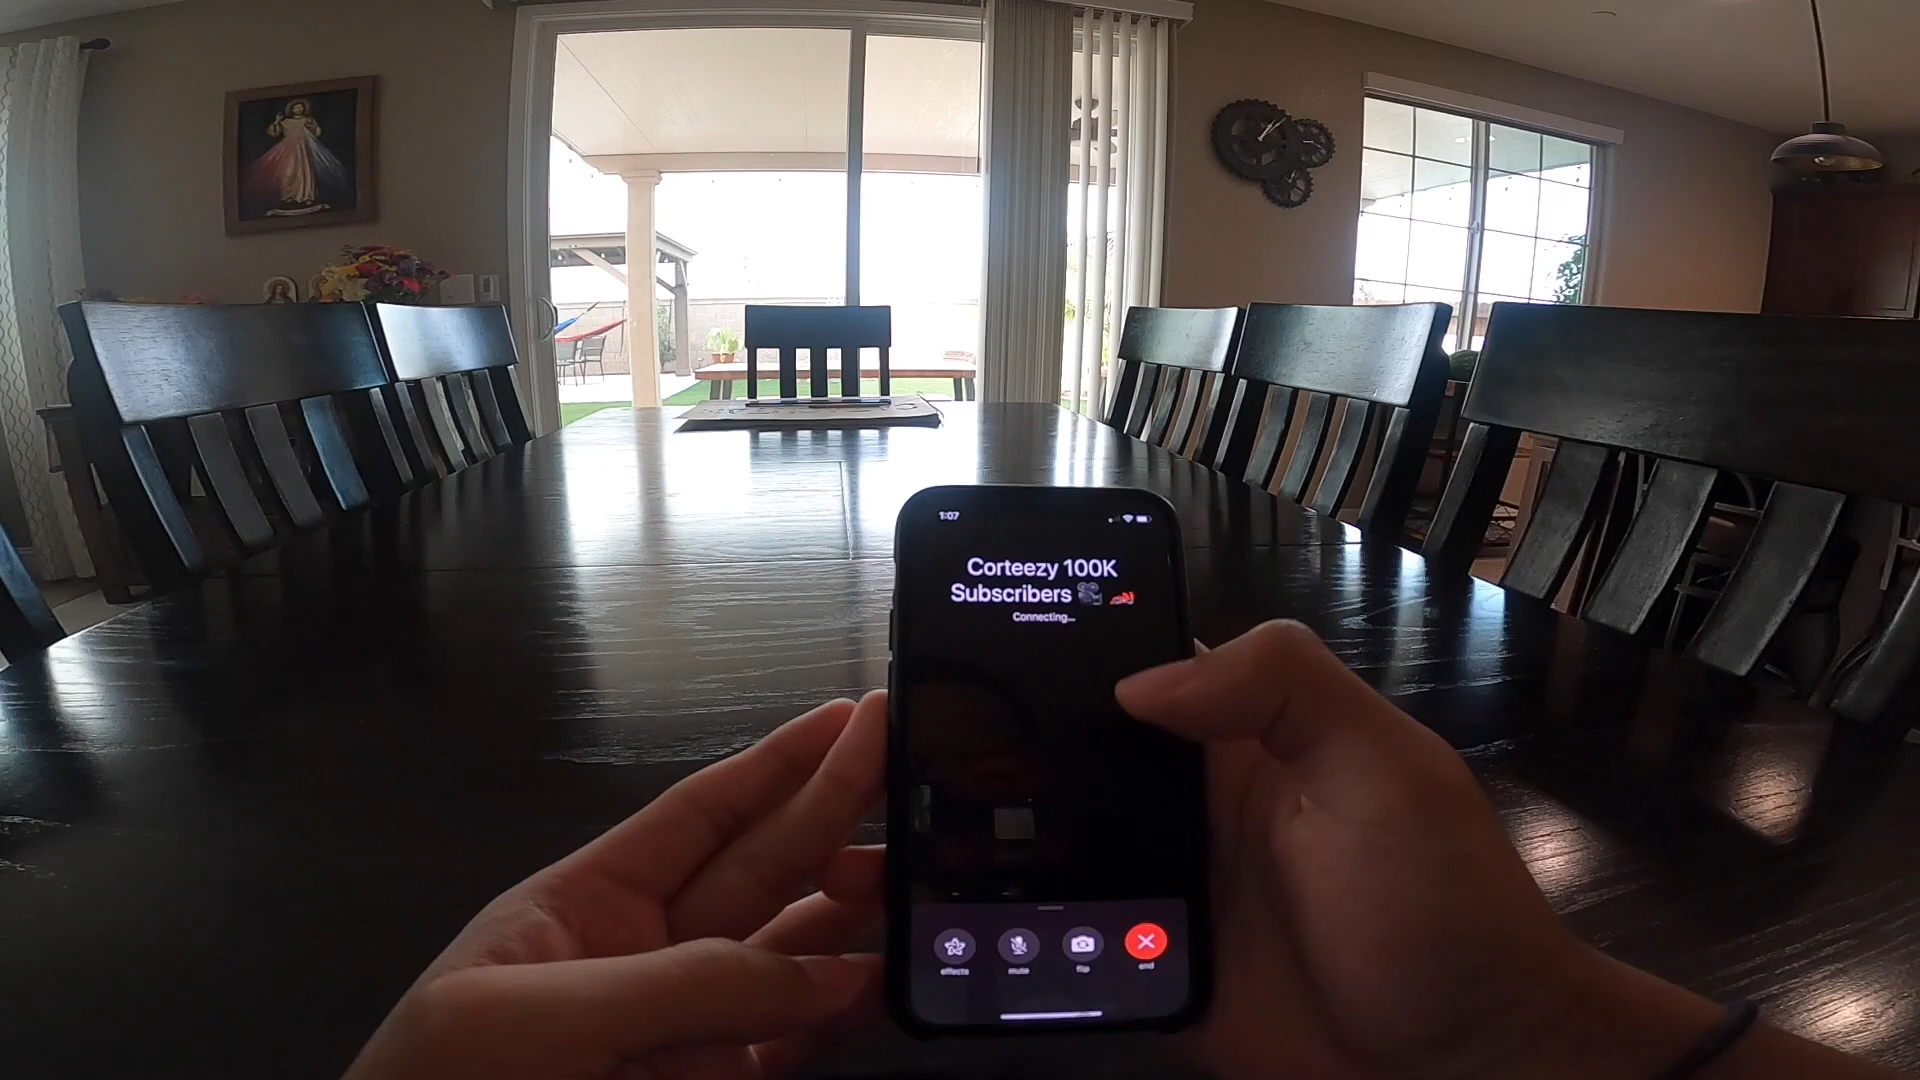 1:07
Corteezy 100K
Subscribers 🎥 🏎️
Connecting...
effects mute flip end